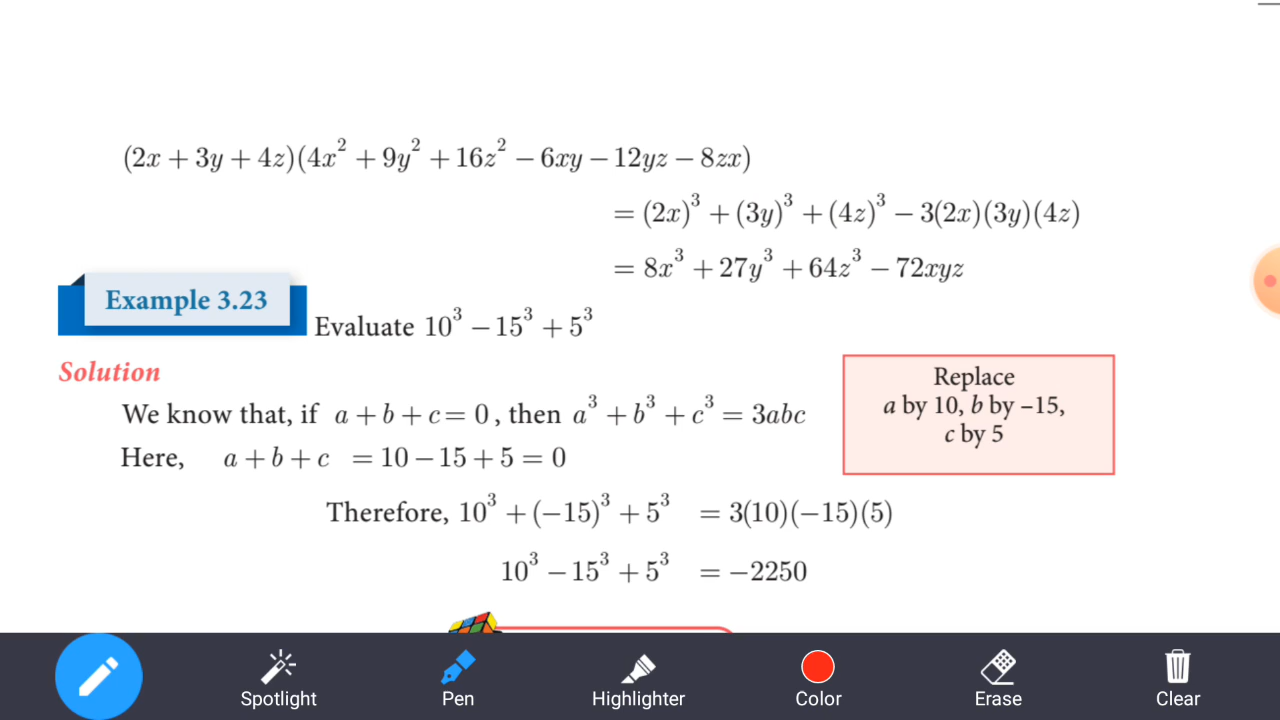 (2x + 3y + 4z)(4x² + 9y² + 16z² − 6xy − 12yz − 8zx)
= (2x)³ + (3y)³ + (4z)³ − 3(2x)(3y)(4z)
= 8x³ + 27y³ + 64z³ − 72xyz
Example 3.23
Evaluate 10³ − 15³ + 5³
Solution
We know that, if a + b + c = 0, then a³ + b³ + c³ = 3abc
Here, a + b + c = 10 − 15 + 5 = 0
Replace
a by 10, b by –15,
c by 5
Therefore, 10³ + (−15)³ + 5³ = 3(10)(−15)(5)
10³ − 15³ + 5³ = −2250
Spotlight
Pen
Highlighter
Color
Erase
Clear